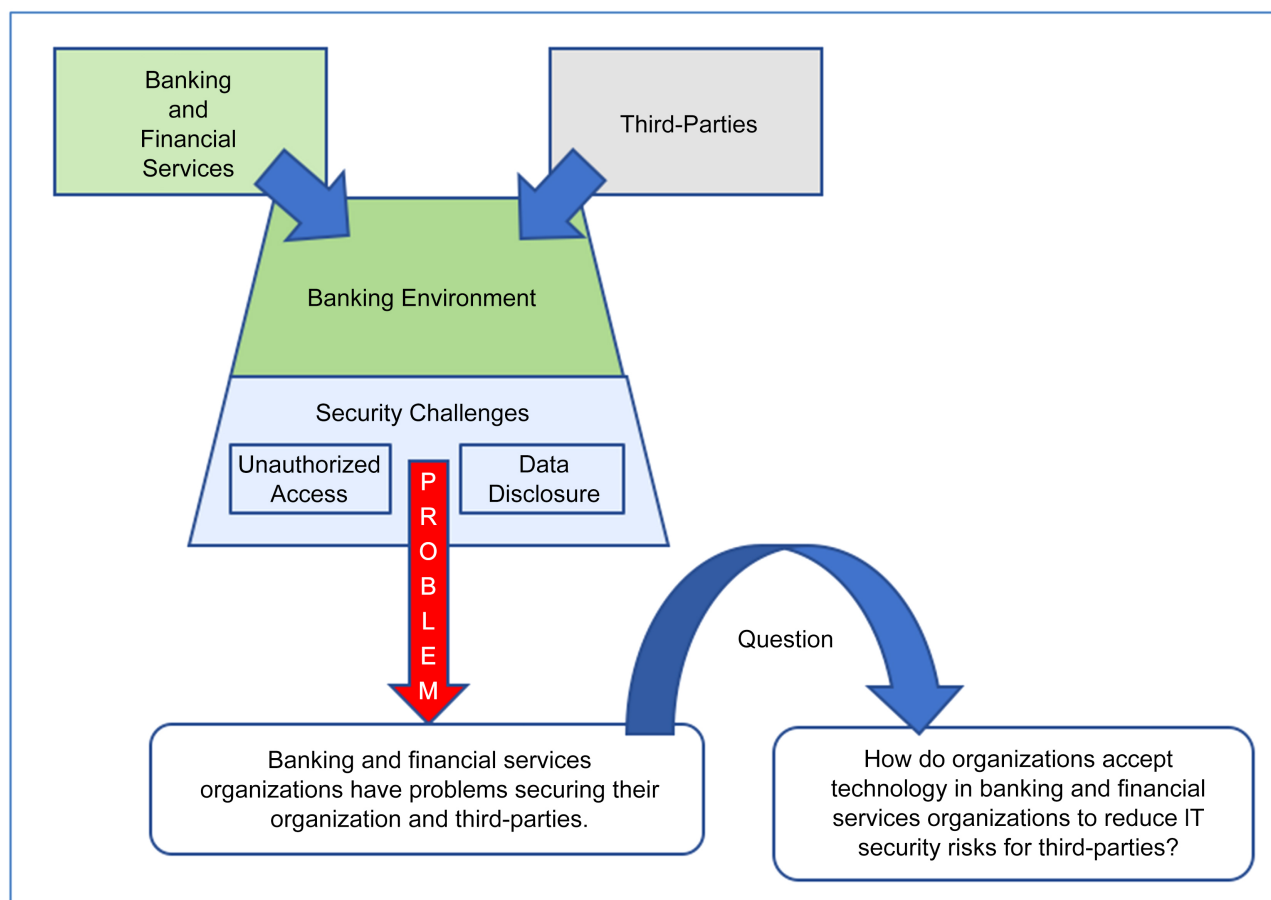 Banking
and
Financial
Services
Third-Parties
Banking Environment
Security Challenges
Unauthorized
Access
Data
Disclosure
P
R
O
B
L
E
M
Question
Banking and financial services
organizations have problems securing their
organization and third-parties.
How do organizations accept
technology in banking and financial
services organizations to reduce IT
security risks for third-parties?